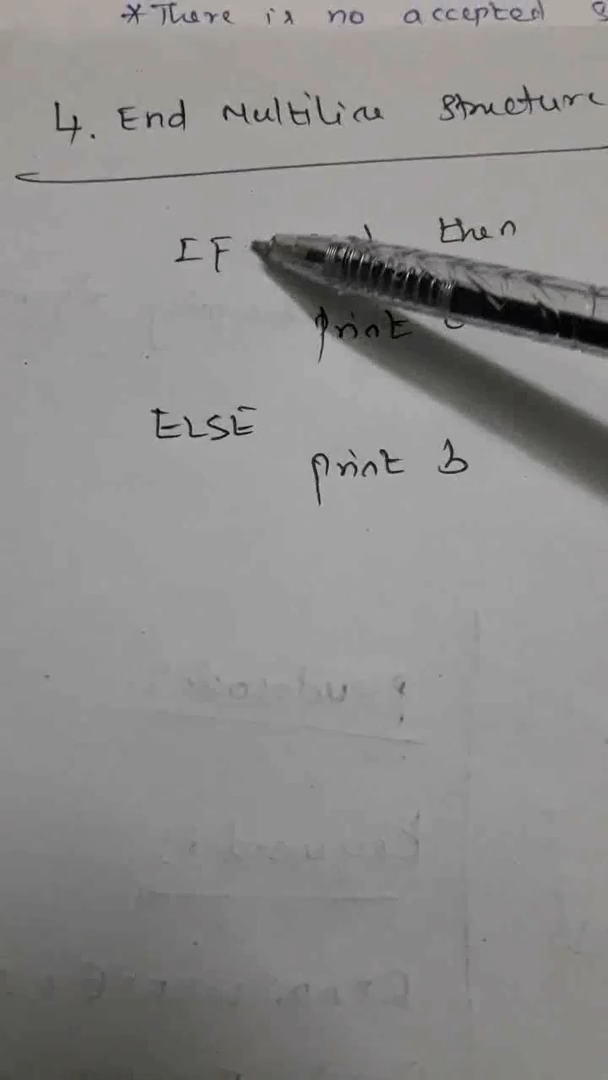 *There is no accepted
4. End Multiline Structure
IF then
print
ELSE
print b